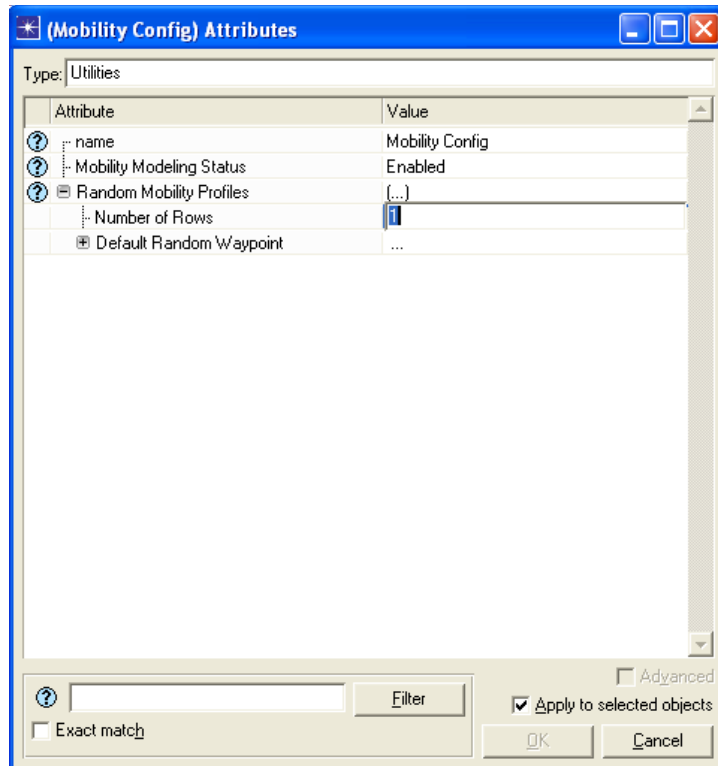 (Mobility Config) Attributes
Type: Utilities
Attribute Value
name Mobility Config
Mobility Modeling Status Enabled
Random Mobility Profiles (...)
Number of Rows 1
Default Random Waypoint ...
Advanced
Filter
Apply to selected objects
Exact match
OK Cancel